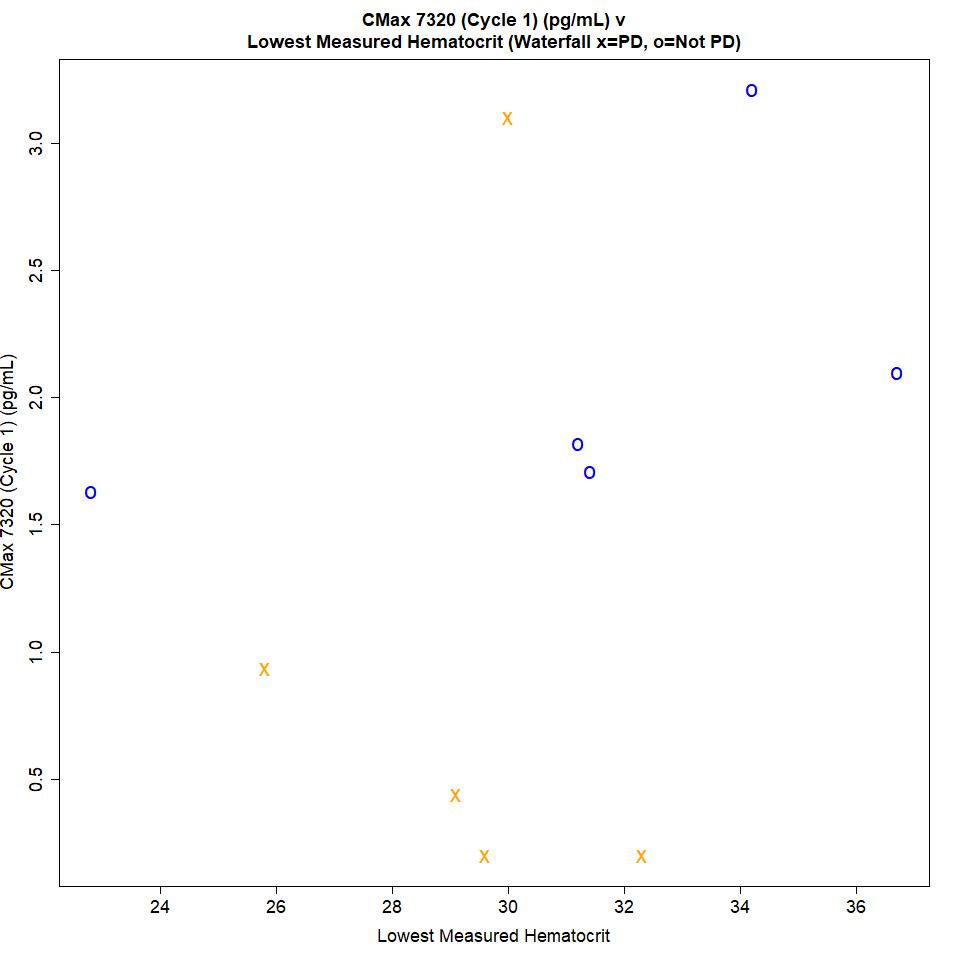 CMax 7320 (Cycle 1) (pg/mL) v
Lowest Measured Hematocrit (Waterfall x=PD, o=Not PD)
CMax 7320 (Cycle 1) (pg/mL)
3.0
2.5
2.0
1.5
1.0
0.5
O
X
O
O
O
O
X
X
X
X
24 26 28 30 32 34 36
Lowest Measured Hematocrit